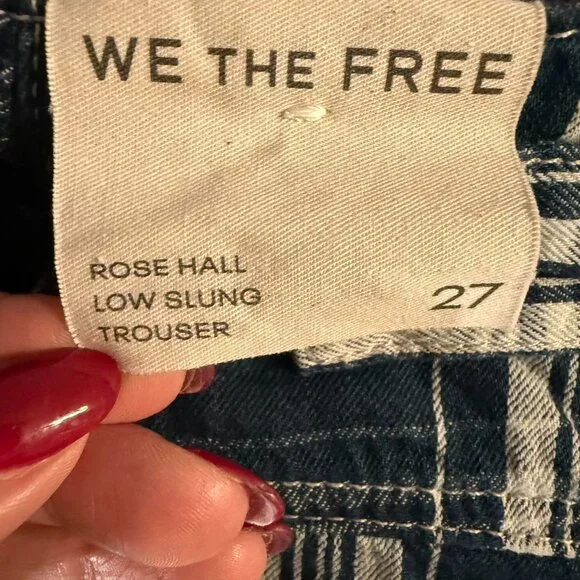 WE THE FREE
ROSE HALL
LOW SLUNG
TROUSER
27